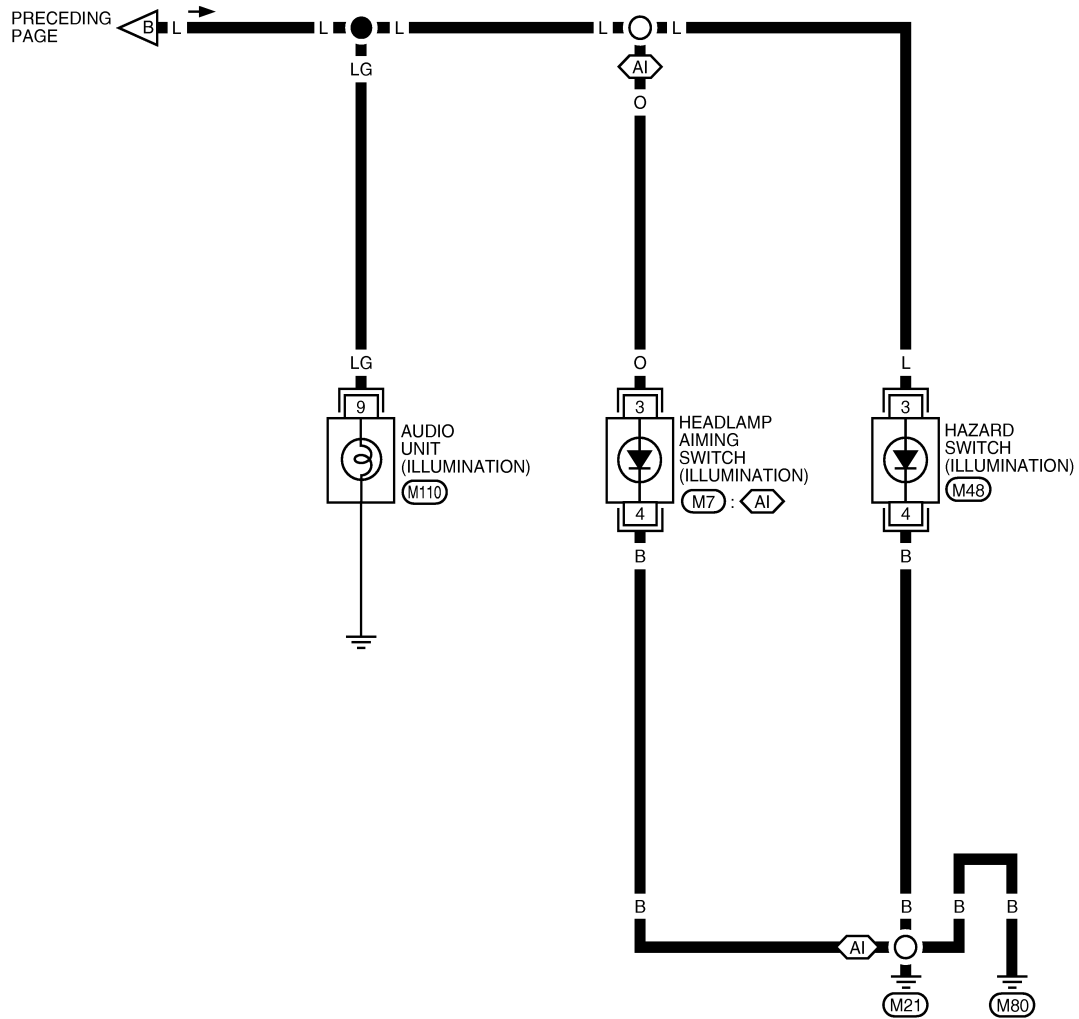 PRECEDING
PAGE
B
L
L
L
L
L
LG
AI
O
LG
O
L
9
3
3
AUDIO
UNIT
(ILLUMINATION)
M110
HEADLAMP
AIMING
SWITCH
(ILLUMINATION)
M7 : AI
HAZARD
SWITCH
(ILLUMINATION)
M48
4
4
B
B
B
B
B
B
AI
M21
M80